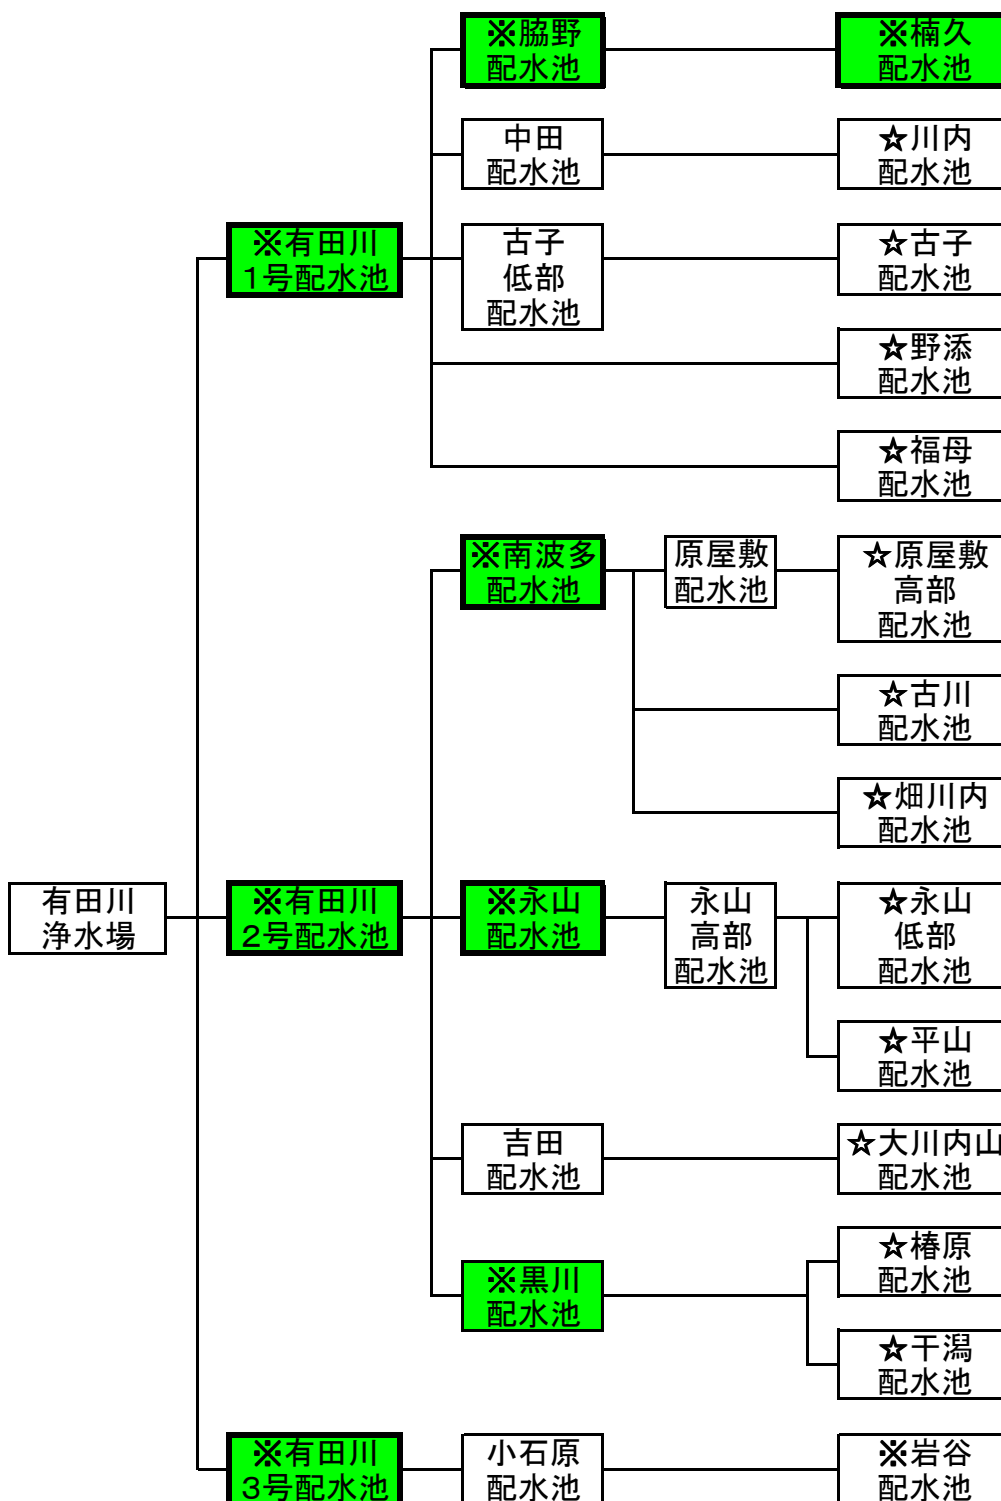 ※脇野
配水池
※楠久
配水池
中田
配水池
☆川内
配水池
※有田川
１号配水池
古子
低部
配水池
☆古子
配水池
☆野添
配水池
☆福母
配水池
※南波多
配水池
原屋敷
配水池
☆原屋敷
高部
配水池
☆古川
配水池
☆畑川内
配水池
有田川
浄水場
※有田川
２号配水池
※永山
配水池
永山
高部
配水池
☆永山
低部
配水池
☆平山
配水池
吉田
配水池
☆大川内山
配水池
※黒川
配水池
☆椿原
配水池
☆干潟
配水池
※有田川
３号配水池
小石原
配水池
※岩谷
配水池